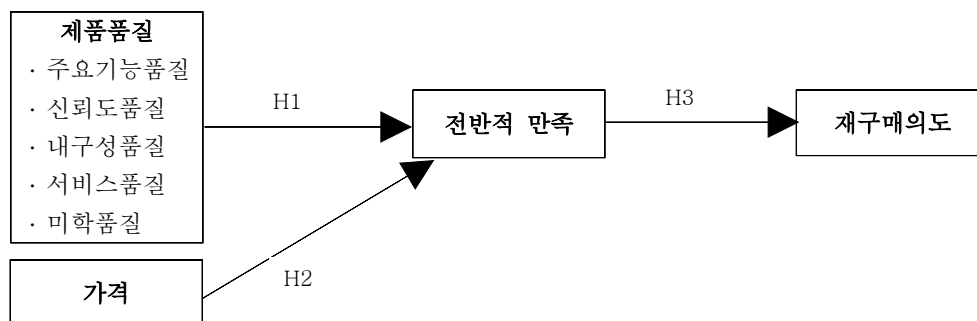 제품품질
· 주요기능품질
· 신뢰도품질
· 내구성품질
· 서비스품질
· 미학품질
가격
H1
H2
전반적 만족
H3
재구매의도